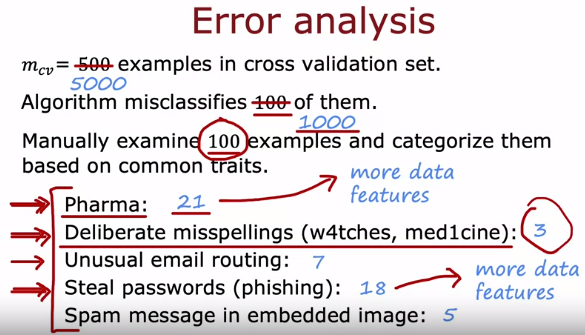 Error analysis
m_cv = 500 examples in cross validation set.
5000
Algorithm misclassifies 100 of them.
1000
Manually examine 100 examples and categorize them
based on common traits.
more data
features
Pharma: 21
Deliberate misspellings (w4tches, med1cine): 3
Unusual email routing: 7
more data
features
Steal passwords (phishing): 18
Spam message in embedded image: 5